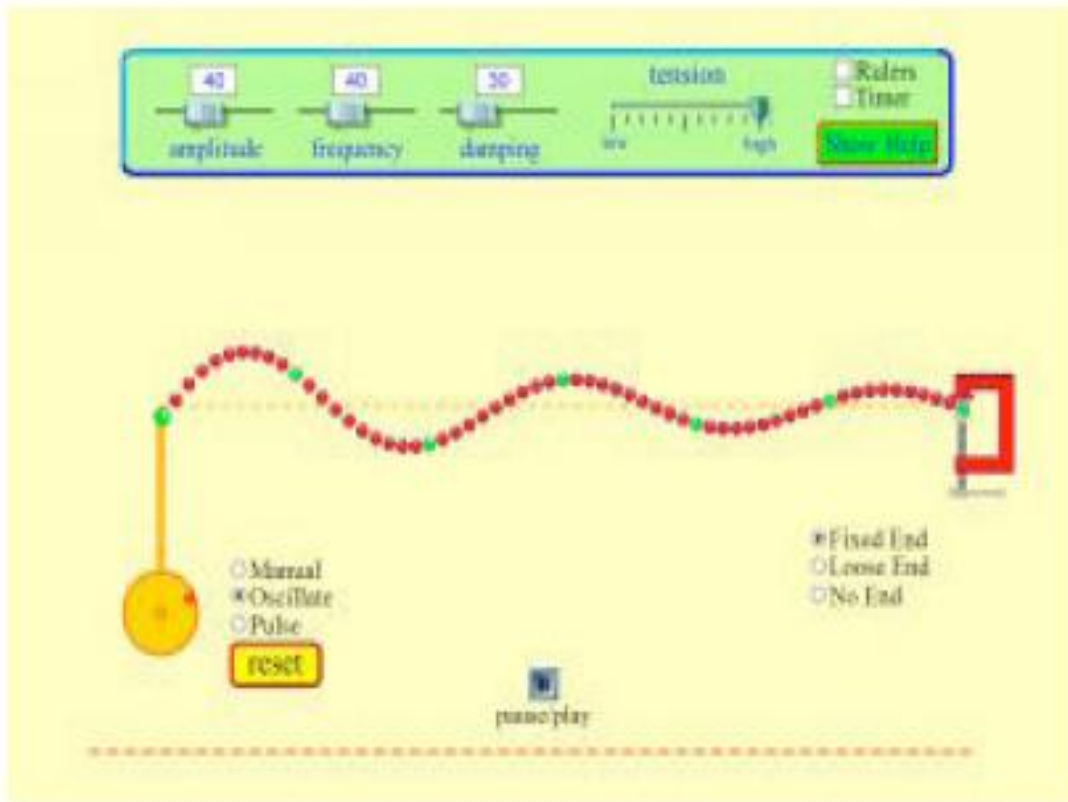 40
40
30
tension
Rulers
Timer
amplitude
frequency
damping
low
high
Show Help
Manual
Oscillate
Pulse
reset
Fixed End
Loose End
No End
pause/play